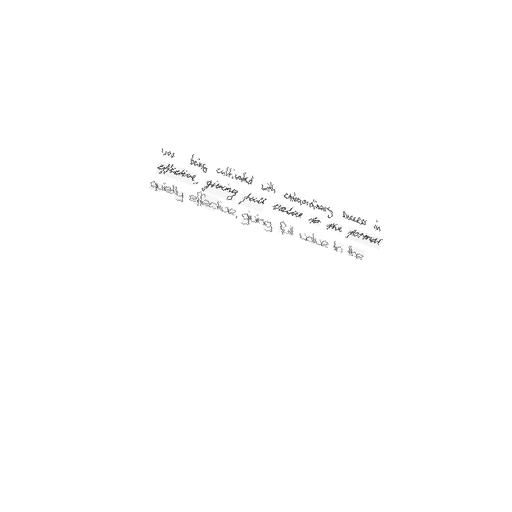 was being cultivated with extraordinary success in
effective, giving full value to the formal
quietly effective, giving full value to the